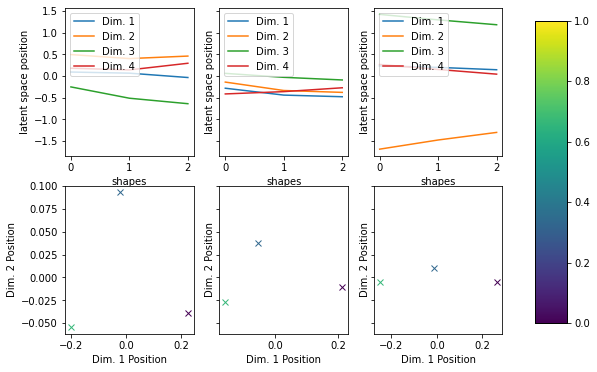 latent space position
1.5
1.0
0.5
0.0
−0.5
−1.0
−1.5
Dim. 1
Dim. 2
Dim. 3
Dim. 4
0
1
2
shapes
latent space position
Dim. 1
Dim. 2
Dim. 3
Dim. 4
0
1
2
shapes
latent space position
Dim. 1
Dim. 2
Dim. 3
Dim. 4
0
1
2
shapes
Dim. 2 Position
0.100
0.075
0.050
0.025
0.000
−0.025
−0.050
−0.2
0.0
0.2
Dim. 1 Position
Dim. 2 Position
0.0
0.2
Dim. 1 Position
Dim. 2 Position
0.0
0.2
Dim. 1 Position
1.0
0.8
0.6
0.4
0.2
0.0